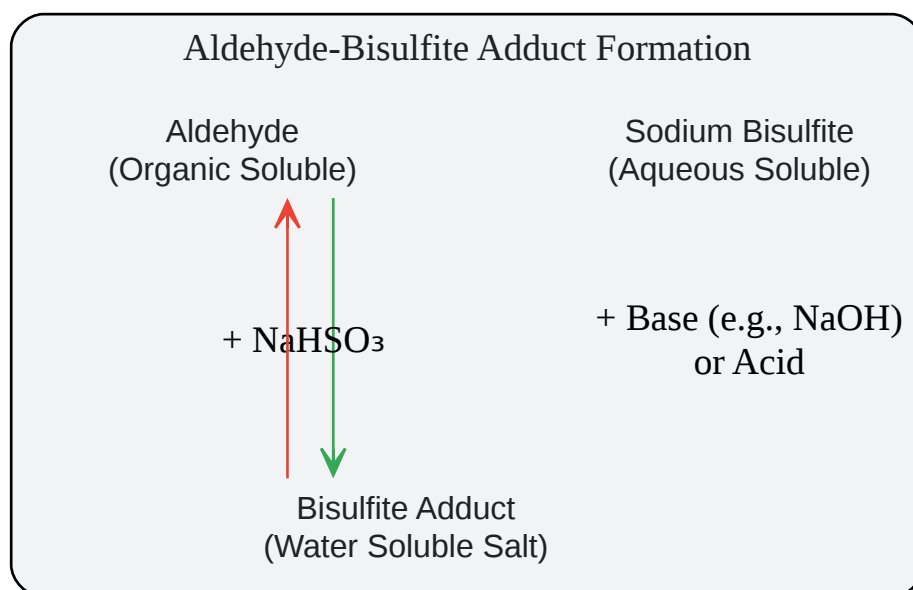 Aldehyde-Bisulfite Adduct Formation
Aldehyde
(Organic Soluble)
Sodium Bisulfite
(Aqueous Soluble)
+ NaHSO₃
+ Base (e.g., NaOH)
or Acid
Bisulfite Adduct
(Water Soluble Salt)